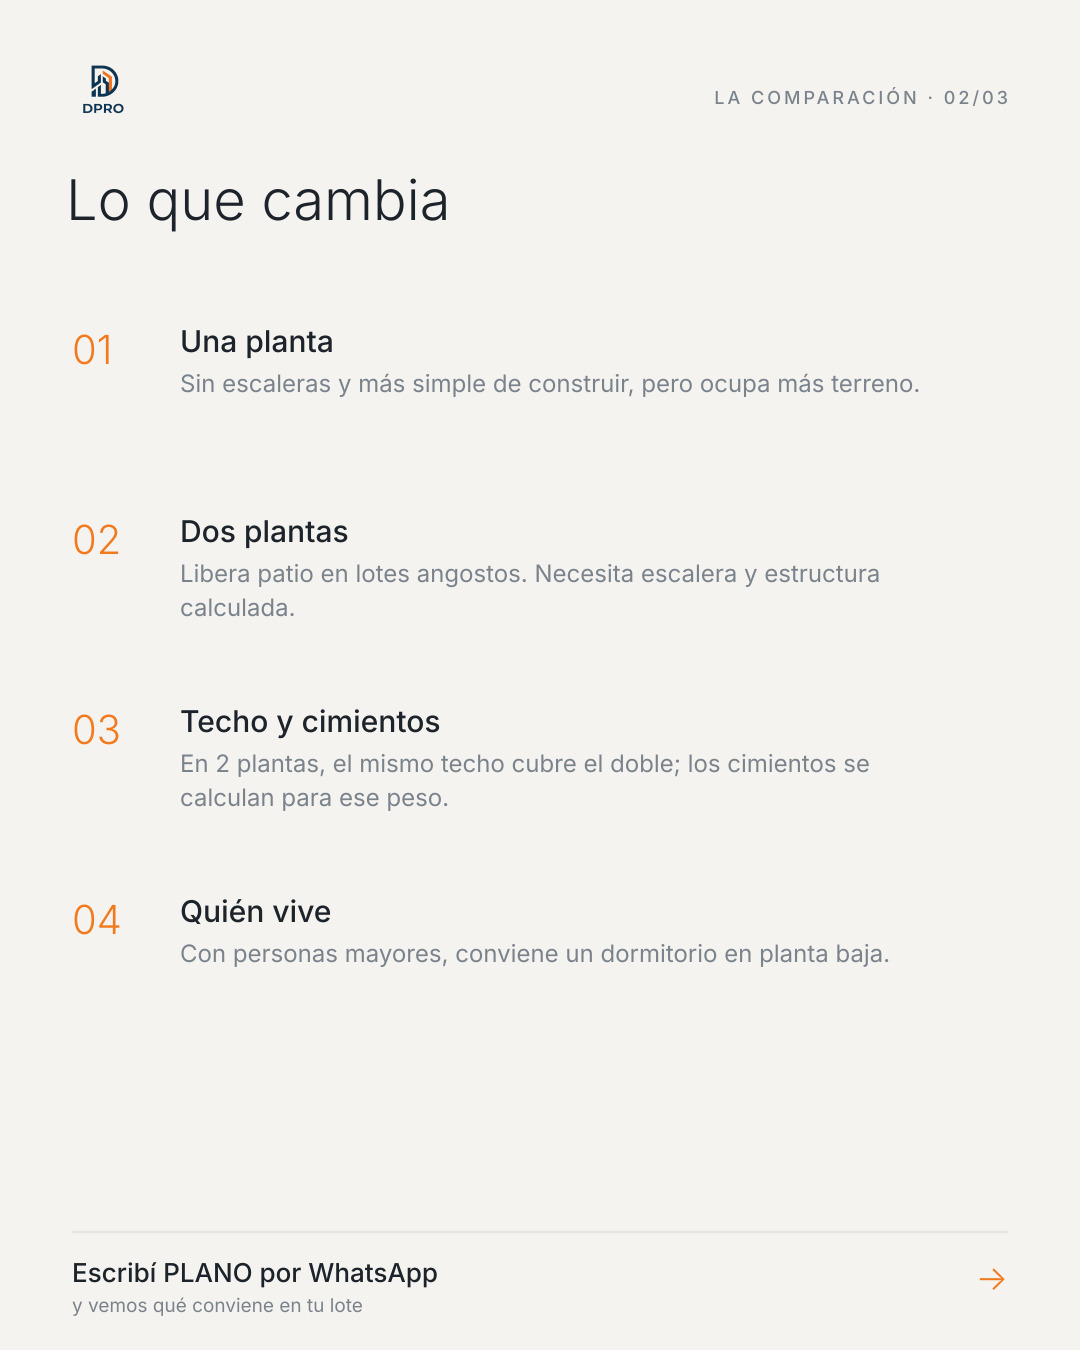 DPRO
LA COMPARACIÓN · 02/03
Lo que cambia
01
Una planta
Sin escaleras y más simple de construir, pero ocupa más terreno.
02
Dos plantas
Libera patio en lotes angostos. Necesita escalera y estructura
calculada.
03
Techo y cimientos
En 2 plantas, el mismo techo cubre el doble; los cimientos se
calculan para ese peso.
04
Quién vive
Con personas mayores, conviene un dormitorio en planta baja.
Escribí PLANO por WhatsApp
y vemos qué conviene en tu lote